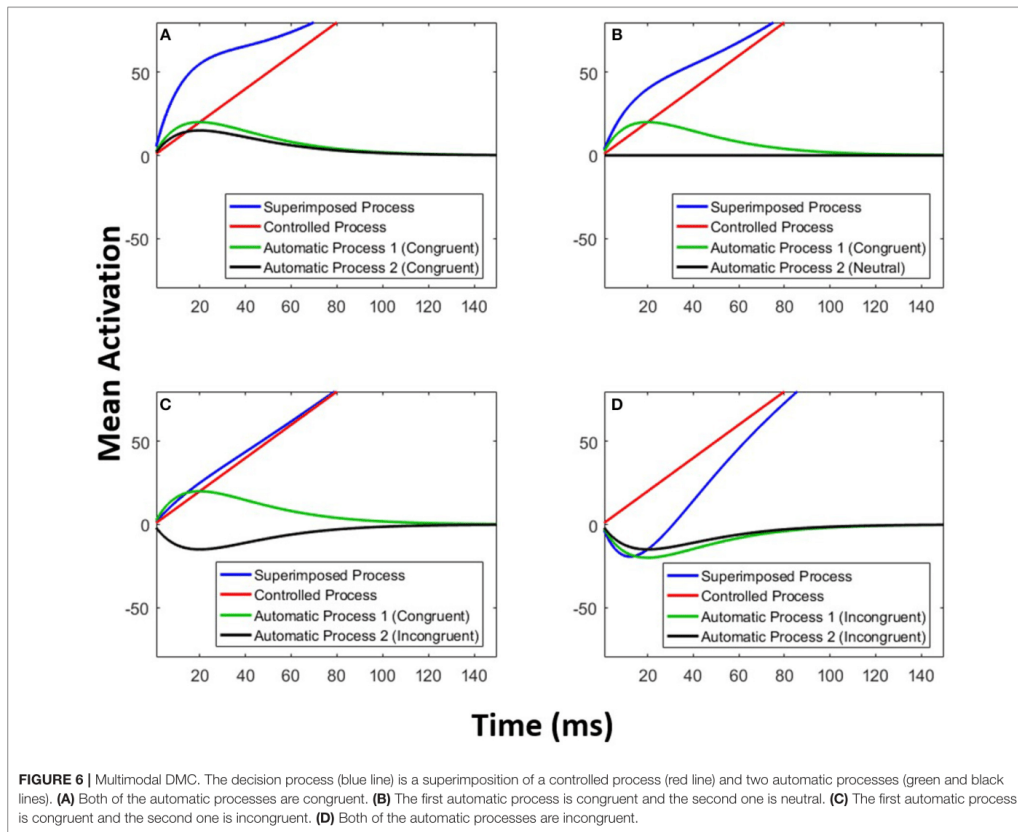 Mean Activation
A
50
0
-50
Superimposed Process
Controlled Process
Automatic Process 1 (Congruent)
Automatic Process 2 (Congruent)
20 40 60 80 100 120 140
B
50
0
-50
Superimposed Process
Controlled Process
Automatic Process 1 (Congruent)
Automatic Process 2 (Neutral)
20 40 60 80 100 120 140
C
50
0
-50
Superimposed Process
Controlled Process
Automatic Process 1 (Congruent)
Automatic Process 2 (Incongruent)
20 40 60 80 100 120 140
D
50
0
-50
Superimposed Process
Controlled Process
Automatic Process 1 (Incongruent)
Automatic Process 2 (Incongruent)
20 40 60 80 100 120 140
Time (ms)
FIGURE 6 | Multimodal DMC. The decision process (blue line) is a superimposition of a controlled process (red line) and two automatic processes (green and black
lines). (A) Both of the automatic processes are congruent. (B) The first automatic process is congruent and the second one is neutral. (C) The first automatic process
is congruent and the second one is incongruent. (D) Both of the automatic processes are incongruent.